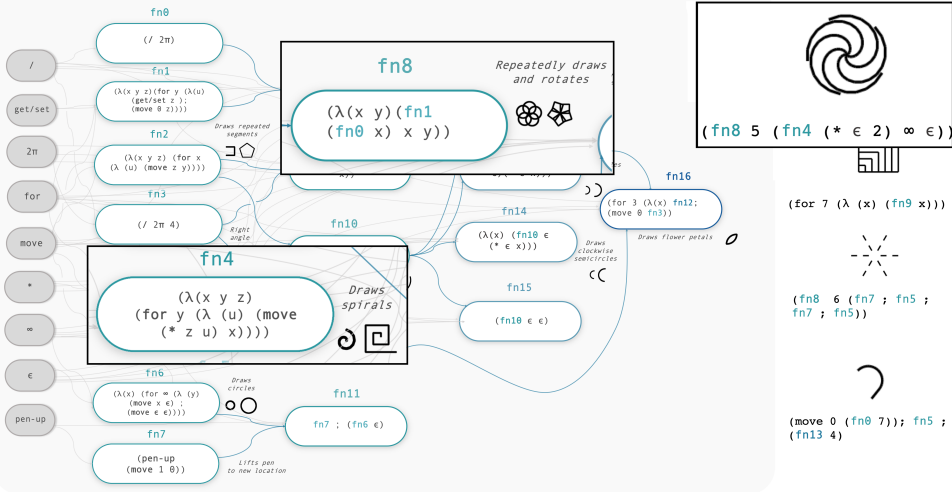 fn0
(/ 2π)
fn1
(λ(x y z)(for y (λ(u)
(get/set z );
(move 0 z))))
fn2
(λ(x y z) (for x
(λ (u) (move z y))))
Draws repeated
segments
fn3
(/ 2π 4)
Right
angle
/
get/set
2π
for
move
*
∞
ϵ
pen-up
fn8
(λ(x y)(fn1
(fn0 x) x y))
Repeatedly draws
and rotates
fn10
fn4
(λ(x y z)
(for y (λ (u) (move
(* z u) x))))
Draws
spirals
fn6
(λ(x) (for ∞ (λ (y)
(move x ϵ) ;
(move ϵ ϵ))))
Draws
circles
fn7
(pen-up
(move 1 0))
Lifts pen
to new location
fn11
fn7 ; (fn6 ϵ)
fn14
(λ(x) (fn10 ϵ
(* ϵ x)))
Draws
clockwise
semicircles
fn15
(fn10 ϵ ϵ)
fn16
(for 3 (λ(x) fn12;
(move 0 fn3))
Draws flower petals
(fn8 5 (fn4 (* ϵ 2) ∞ ϵ))
(for 7 (λ (x) (fn9 x)))
(fn8 6 (fn7 ; fn5 ;
fn7 ; fn5))
(move 0 (fn0 7)); fn5 ;
(fn13 4)